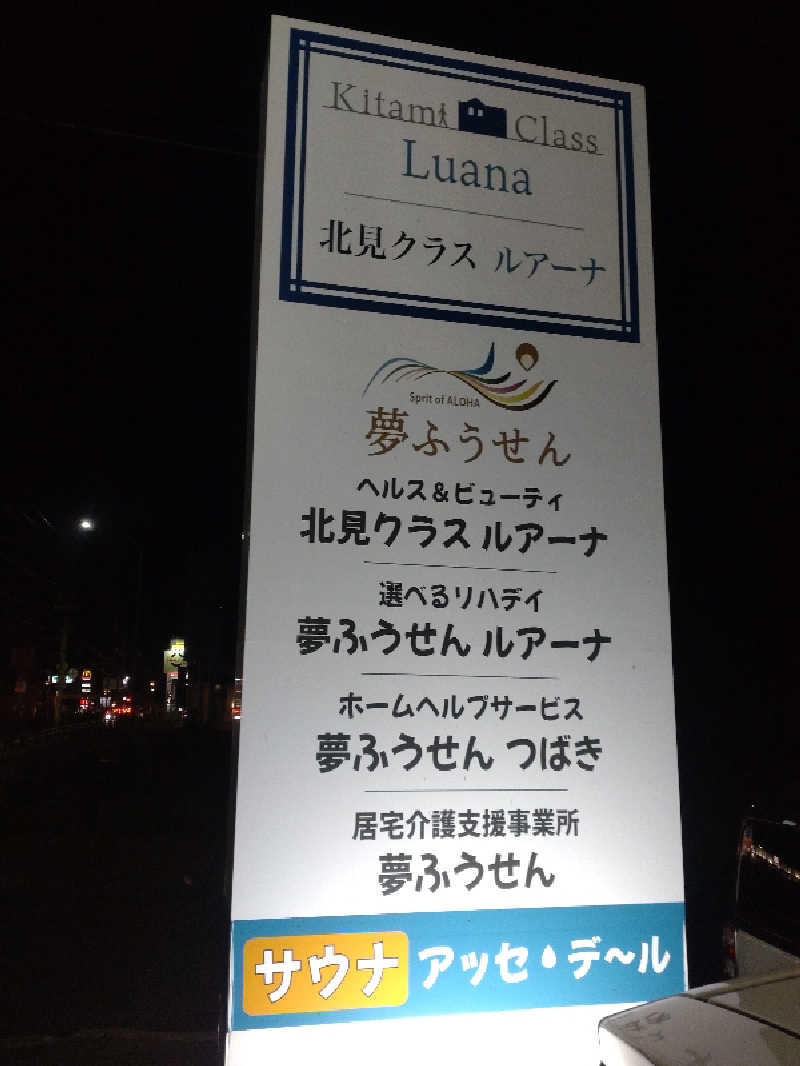 Kitami Class
Luana
北見クラス ルアーナ
Sprit of ALOHA
夢ふうせん
ヘルス&ビューティ
北見クラス ルアーナ
選べるリハデイ
夢ふうせん ルアーナ
ホームヘルプサービス
夢ふうせん つばき
居宅介護支援事業所
夢ふうせん
サウナ アッセ・デ〜ル